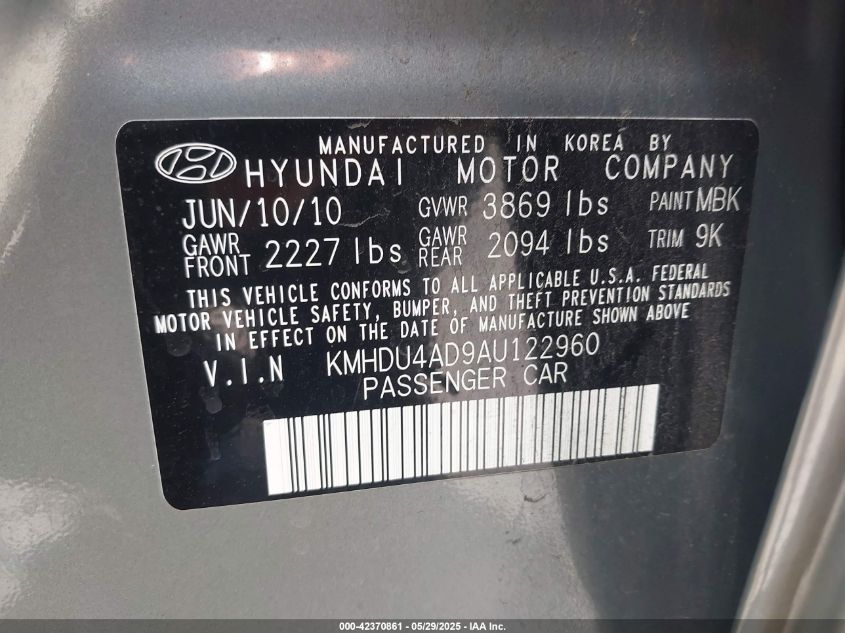 MANUFACTURED IN KOREA BY
HYUNDAI MOTOR COMPANY
JUN/10/10 GVWR 3869 lbs PAINT MBK
GAWR FRONT 2227 lbs GAWR REAR 2094 lbs TRIM 9K
THIS VEHICLE CONFORMS TO ALL APPLICABLE U.S.A. FEDERAL
MOTOR VEHICLE SAFETY, BUMPER, AND THEFT PREVENTION STANDARDS
IN EFFECT ON THE DATE OF MANUFACTURE SHOWN ABOVE
V.I.N KMHDU4AD9AU122960
PASSENGER CAR
000-42370861 - 05/29/2025 - IAA Inc.